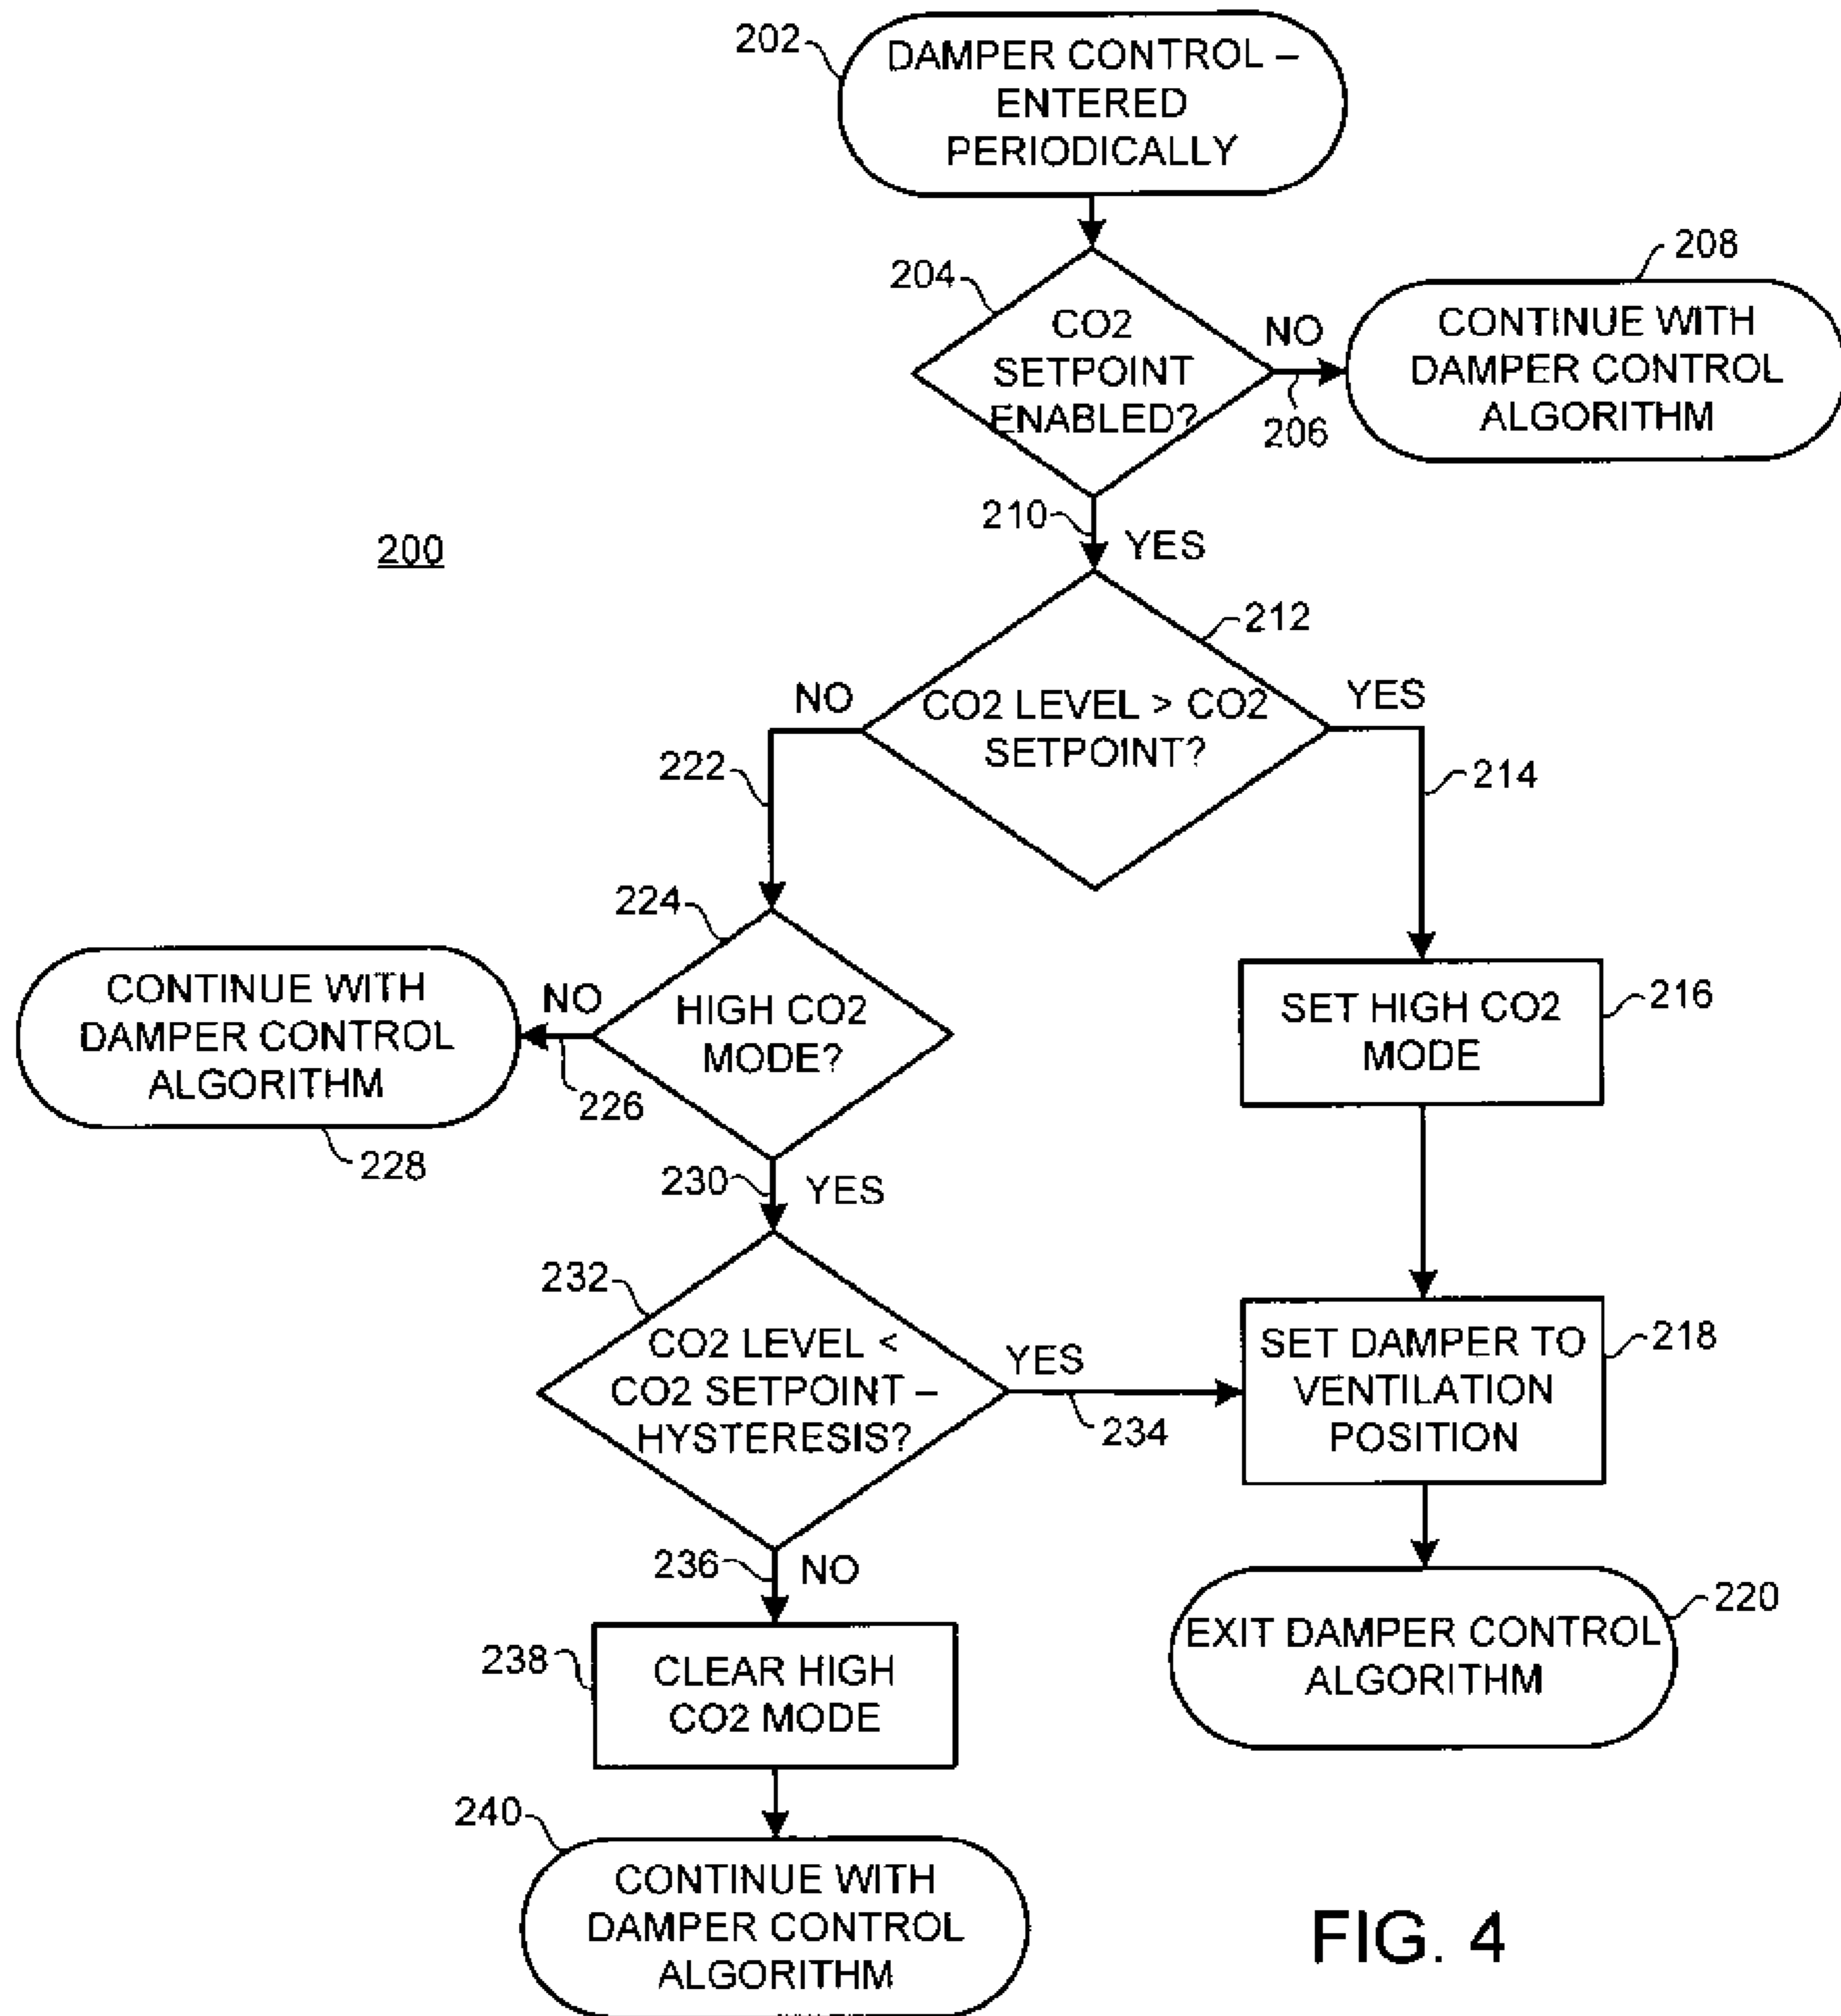 202
DAMPER CONTROL –
ENTERED
PERIODICALLY
204
CO2
SETPOINT
ENABLED?
NO
206
208
CONTINUE WITH
DAMPER CONTROL
ALGORITHM
210
YES
200
212
CO2 LEVEL > CO2
SETPOINT?
NO
YES
222
214
224
HIGH CO2
MODE?
NO
226
CONTINUE WITH
DAMPER CONTROL
ALGORITHM
228
SET HIGH CO2
MODE
216
230
YES
232
CO2 LEVEL <
CO2 SETPOINT –
HYSTERESIS?
YES
234
SET DAMPER TO
VENTILATION
POSITION
218
236
NO
EXIT DAMPER CONTROL
ALGORITHM
220
238
CLEAR HIGH
CO2 MODE
240
CONTINUE WITH
DAMPER CONTROL
ALGORITHM
FIG. 4